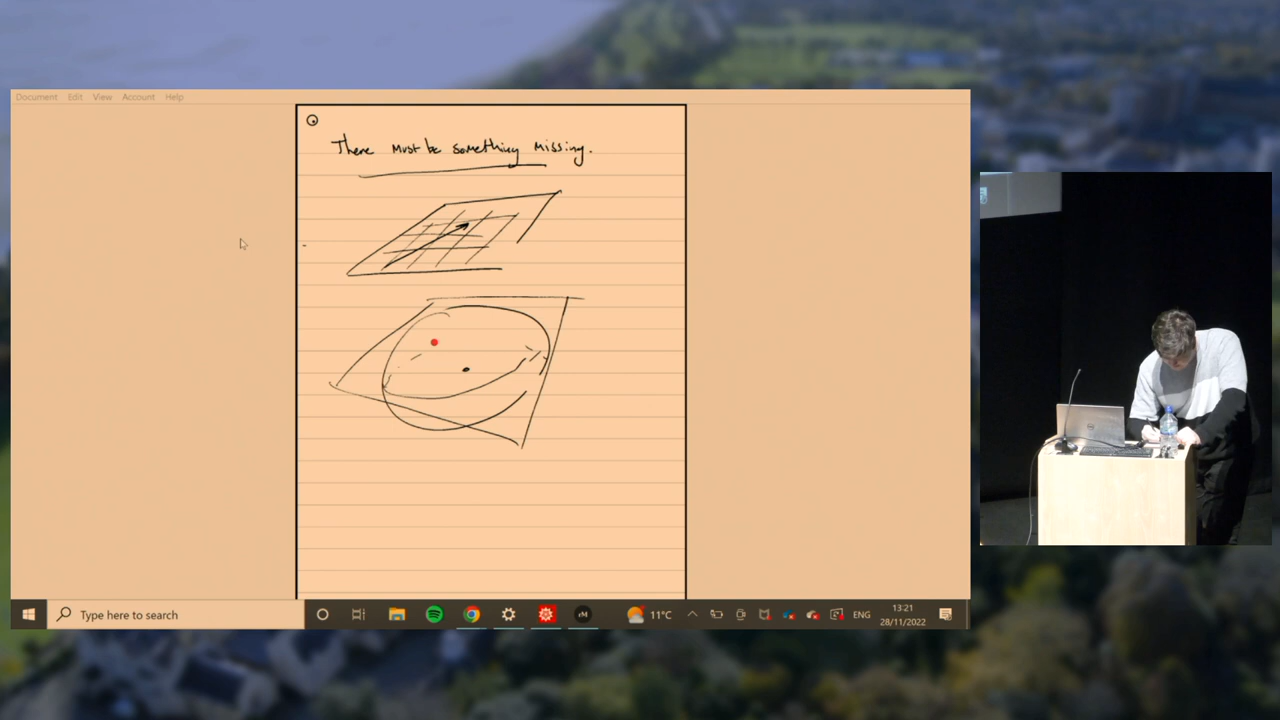 Document Edit View Account Help
There must be something missing.
Type here to search
rM
11°C
ENG
13:21
28/11/2022